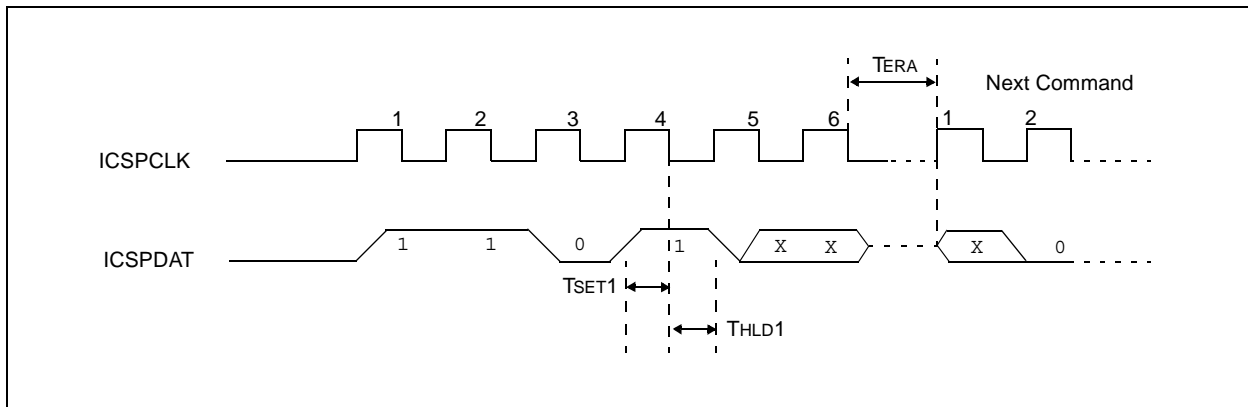 TERA
Next Command
1 2 3 4 5 6 1 2
ICSPCLK
1 1 0 1 X X X 0
ICSPDAT
TSET1
THLD1